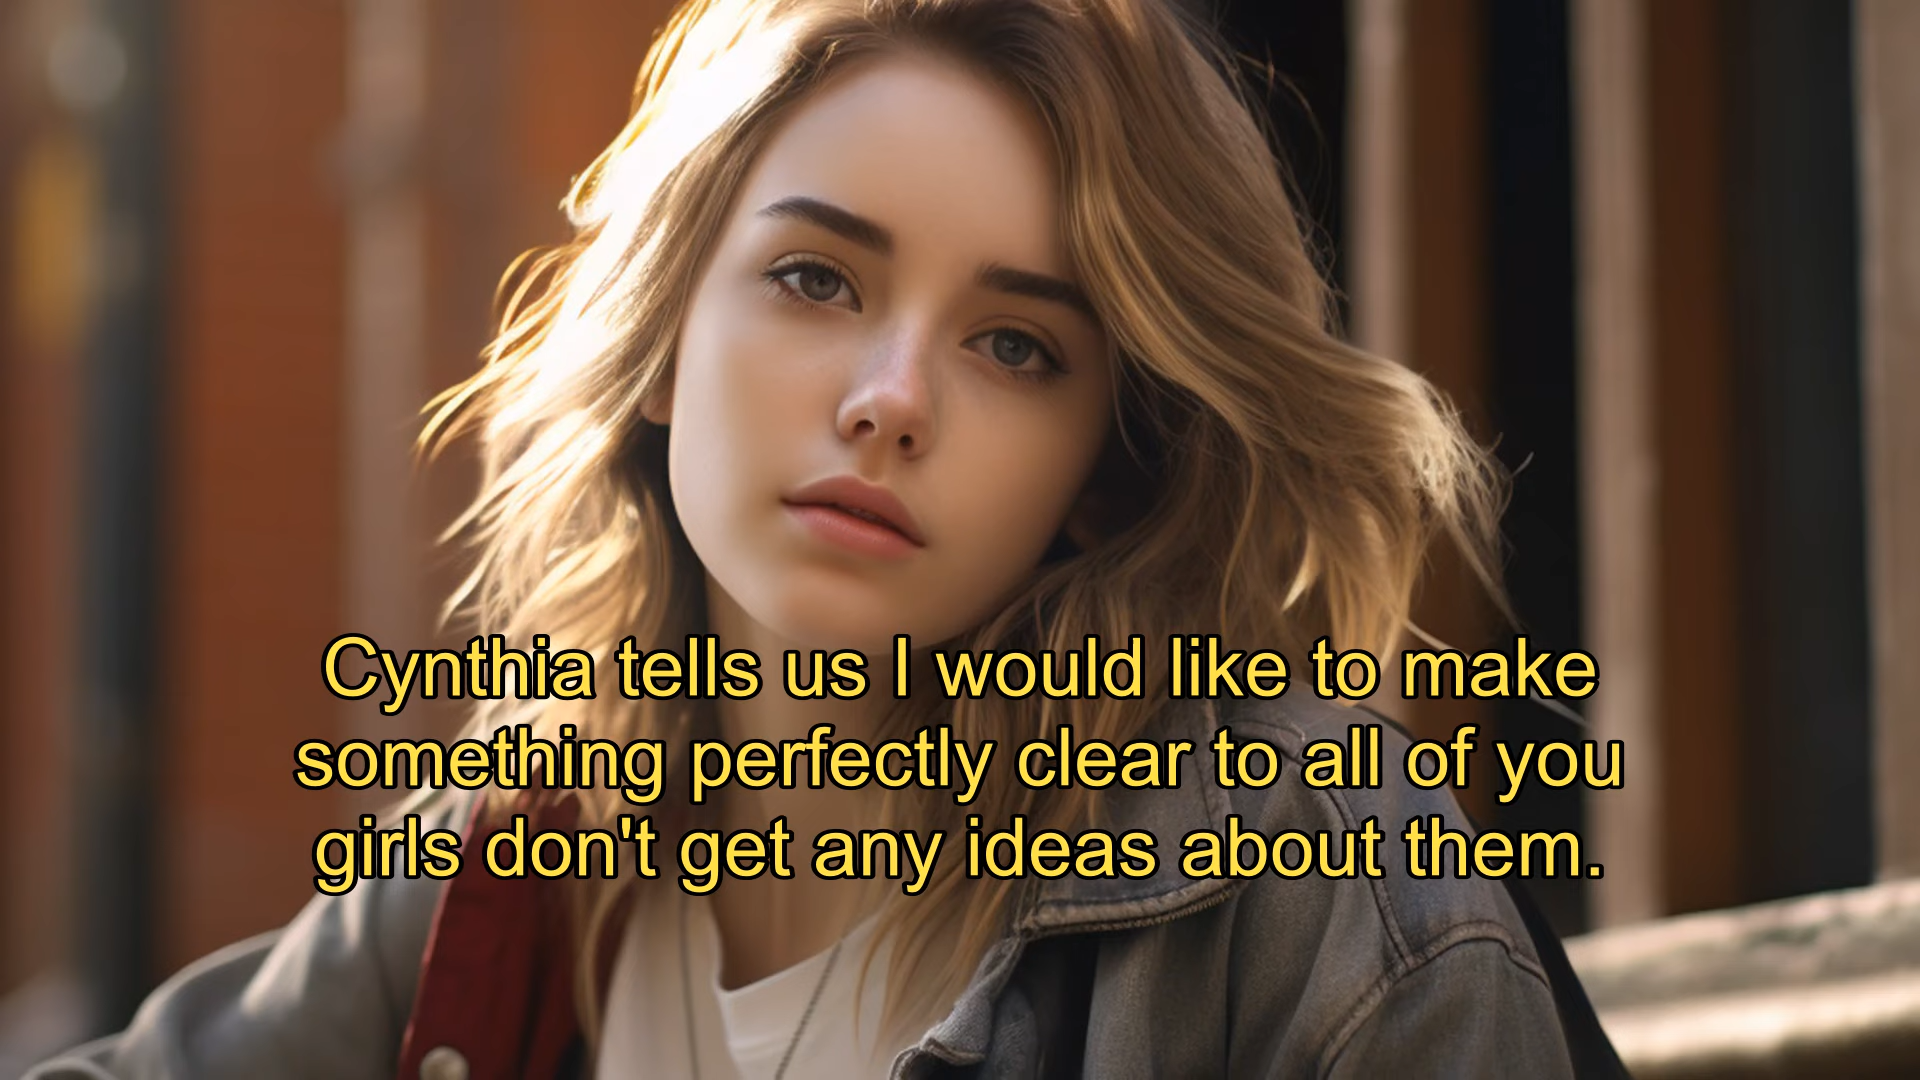 Cynthia tells us I would like to make
something perfectly clear to all of you
girls don't get any ideas about them.